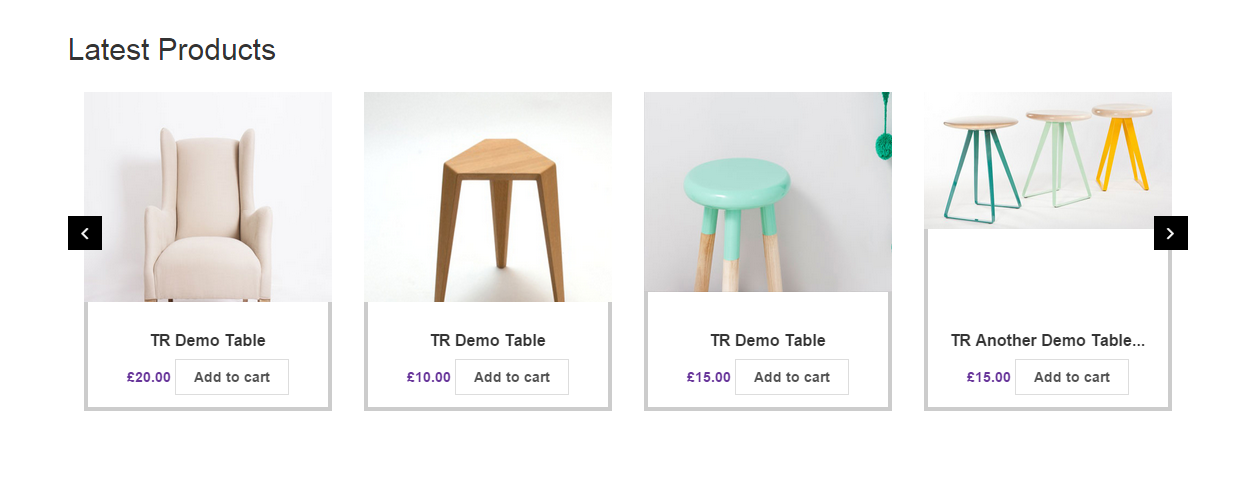 Latest Products
TR Demo Table
£20.00 Add to cart
TR Demo Table
£10.00 Add to cart
TR Demo Table
£15.00 Add to cart
TR Another Demo Table...
£15.00 Add to cart